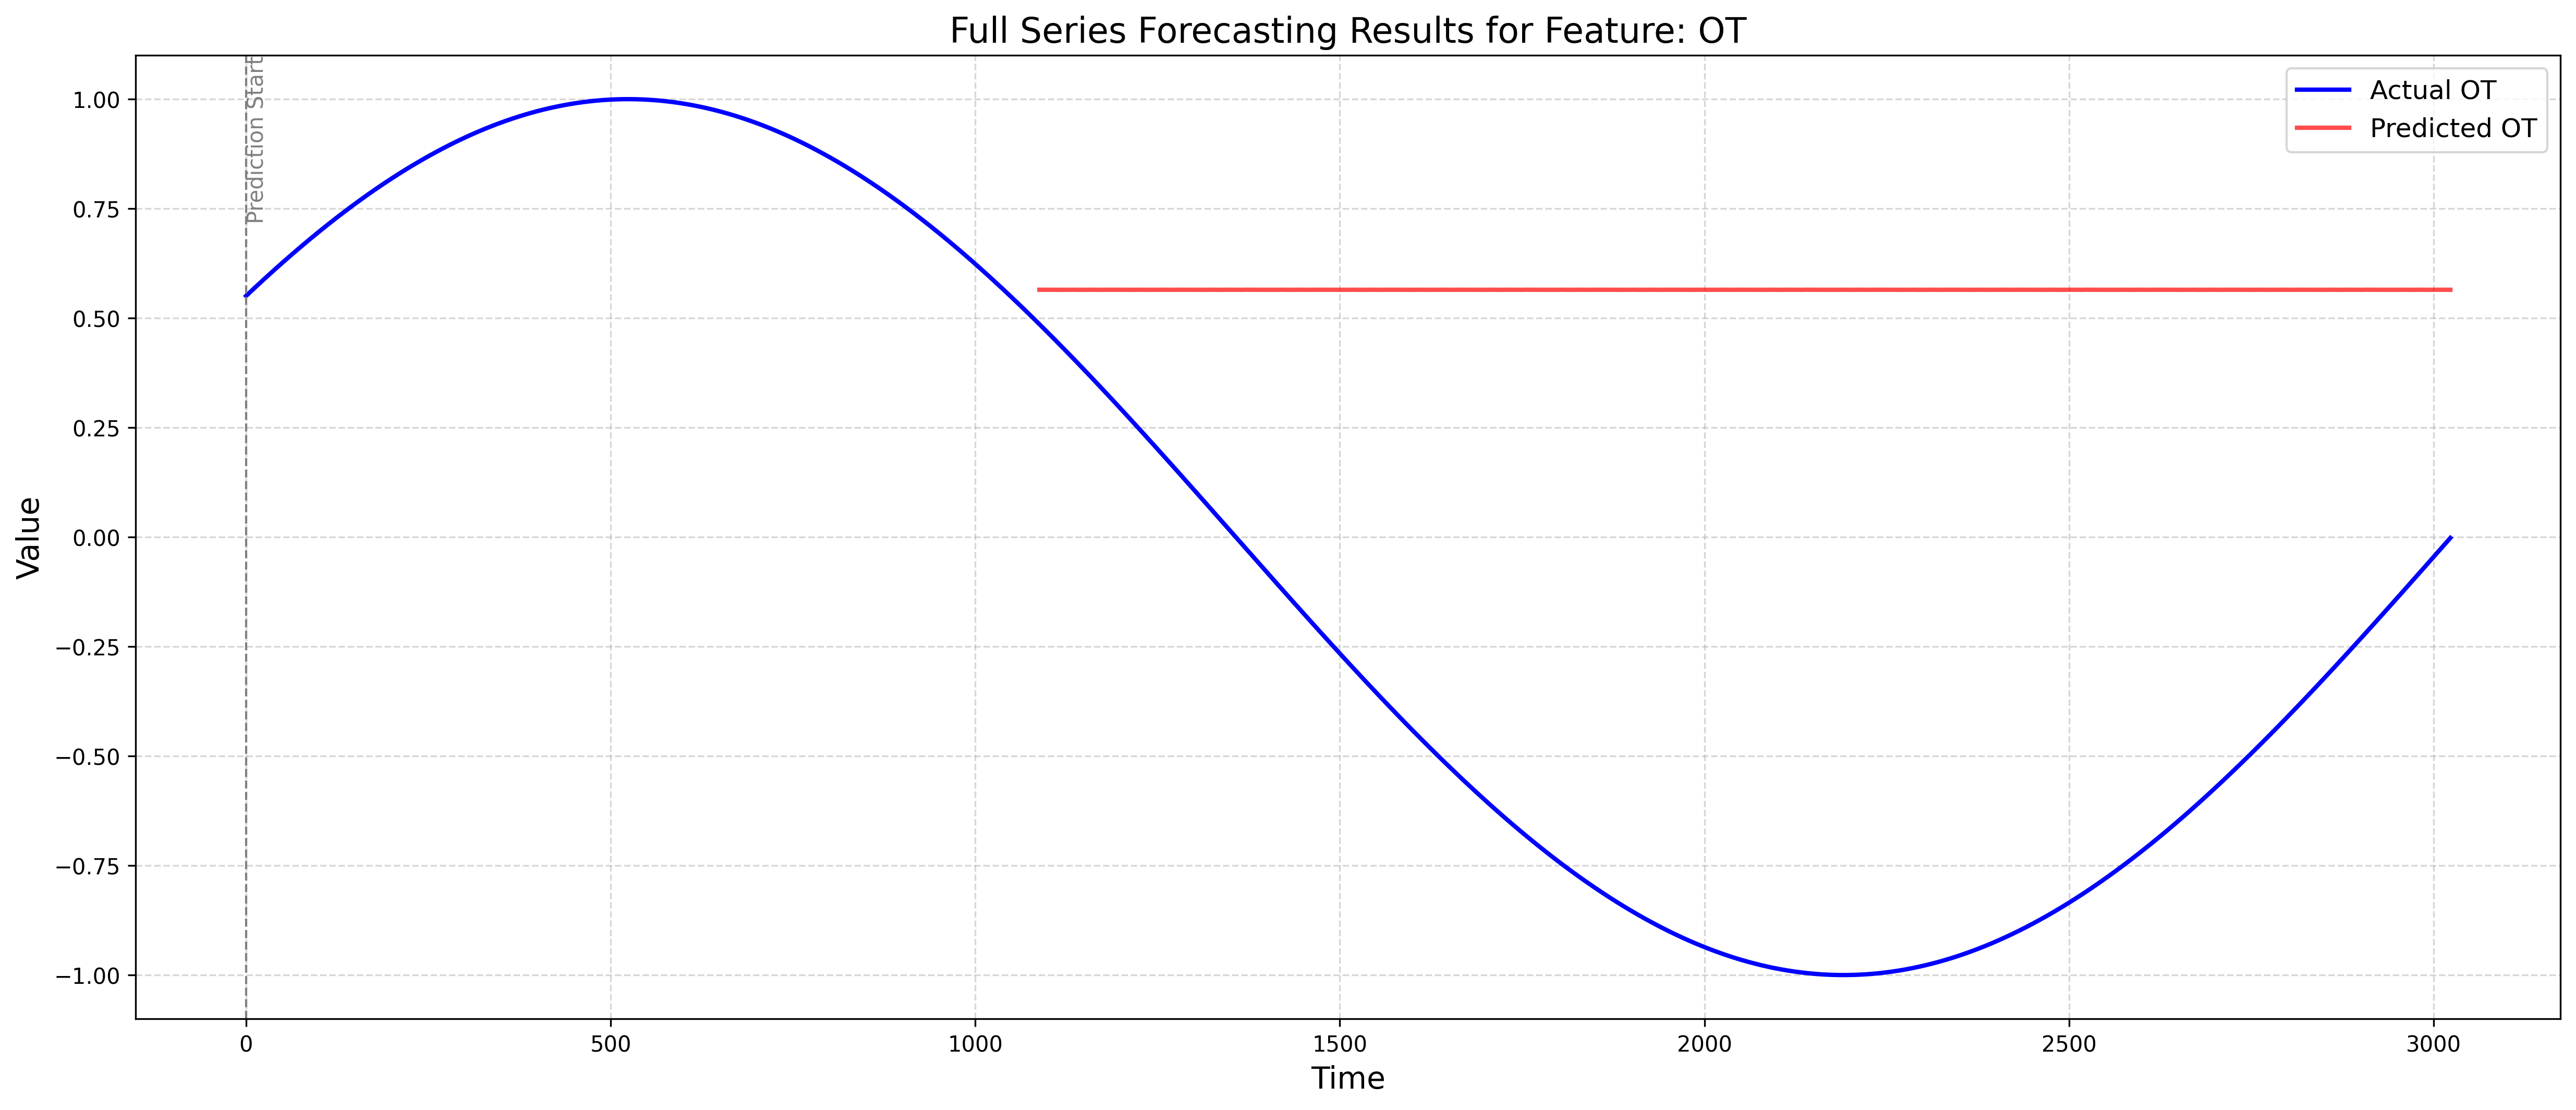 Full Series Forecasting Results for Feature: OT
Prediction Start
Actual OT
Predicted OT
Value
1.00
0.75
0.50
0.25
0.00
−0.25
−0.50
−0.75
−1.00
0
500
1000
1500
2000
2500
3000
Time